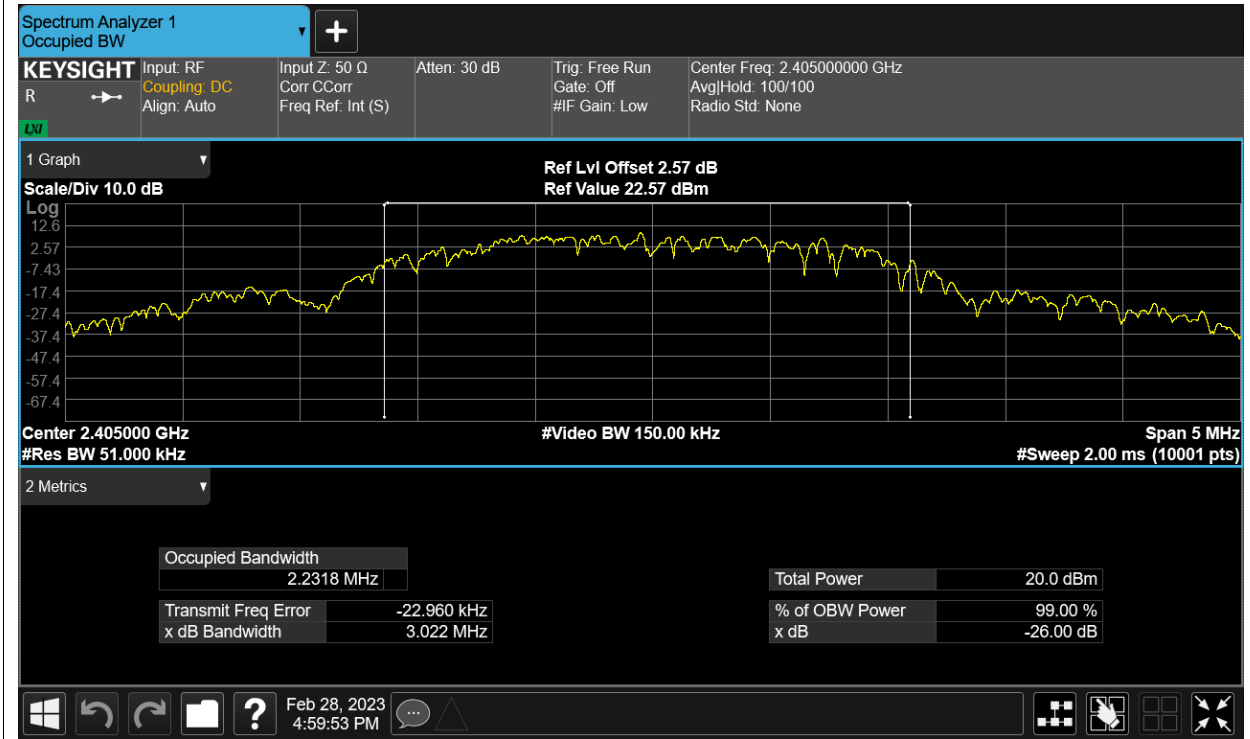 Spectrum Analyzer 1
Occupied BW
KEYSIGHT Input: RF Input Z: 50 Ω Atten: 30 dB Trig: Free Run Center Freq: 2.405000000 GHz
R Coupling: DC Corr CCorr Gate: Off Avg|Hold: 100/100
Align: Auto Freq Ref: Int (S) #IF Gain: Low Radio Std: None
LXI
1 Graph
Ref Lvl Offset 2.57 dB
Scale/Div 10.0 dB Ref Value 22.57 dBm
Log
12.6
2.57
-7.43
-17.4
-27.4
-37.4
-47.4
-57.4
-67.4
Center 2.405000 GHz #Video BW 150.00 kHz Span 5 MHz
#Res BW 51.000 kHz #Sweep 2.00 ms (10001 pts)
2 Metrics
Occupied Bandwidth
2.2318 MHz Total Power 20.0 dBm
Transmit Freq Error -22.960 kHz % of OBW Power 99.00 %
x dB Bandwidth 3.022 MHz x dB -26.00 dB
? Feb 28, 2023
4:59:53 PM